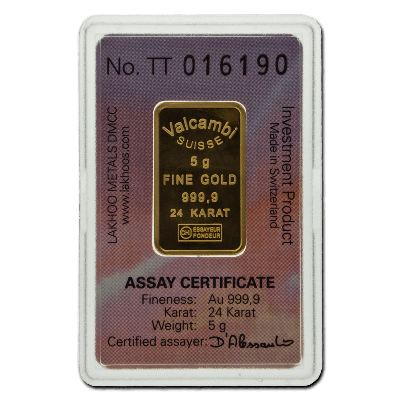 No. TT 016190
LAKHOO METALS DMCC
www.lakhoos.com
Investment Product
Made in Switzerland
Valcambi
SUISSE
5 g
FINE GOLD
999,9
24 KARAT
ESSAYEUR
FONDEUR
ASSAY CERTIFICATE
Fineness: Au 999,9
Karat: 24 Karat
Weight: 5 g
Certified assayer: D'Alessandro